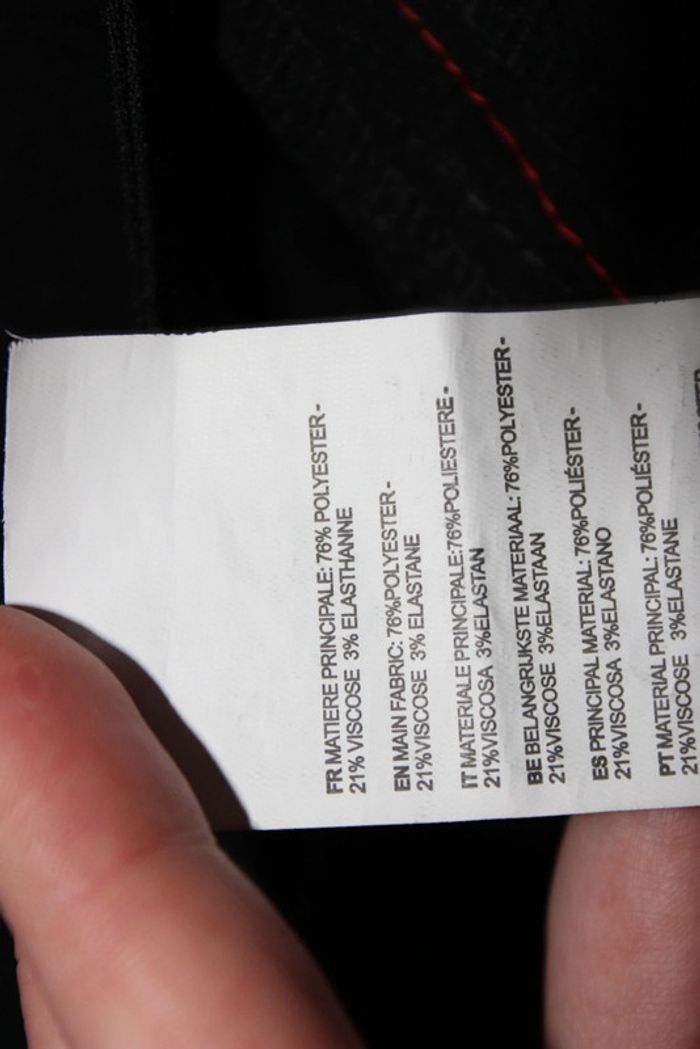 FR MATIERE PRINCIPALE: 76% POLYESTER-
21% VISCOSE 3% ELASTHANNE
EN MAIN FABRIC: 76%POLYESTER-
21%VISCOSE 3% ELASTANE
IT MATERIALE PRINCIPALE:76%POLIESTERE-
21%VISCOSA 3%ELASTAN
BE BELANGRIJKSTE MATERIAAL: 76%POLYESTER-
21%VISCOSE 3%ELASTAAN
ES PRINCIPAL MATERIAL: 76%POLIÉSTER-
21%VISCOSA 3%ELASTANO
PT MATERIAL PRINCIPAL: 76%POLIÉSTER-
21%VISCOSE 3%ELASTANE